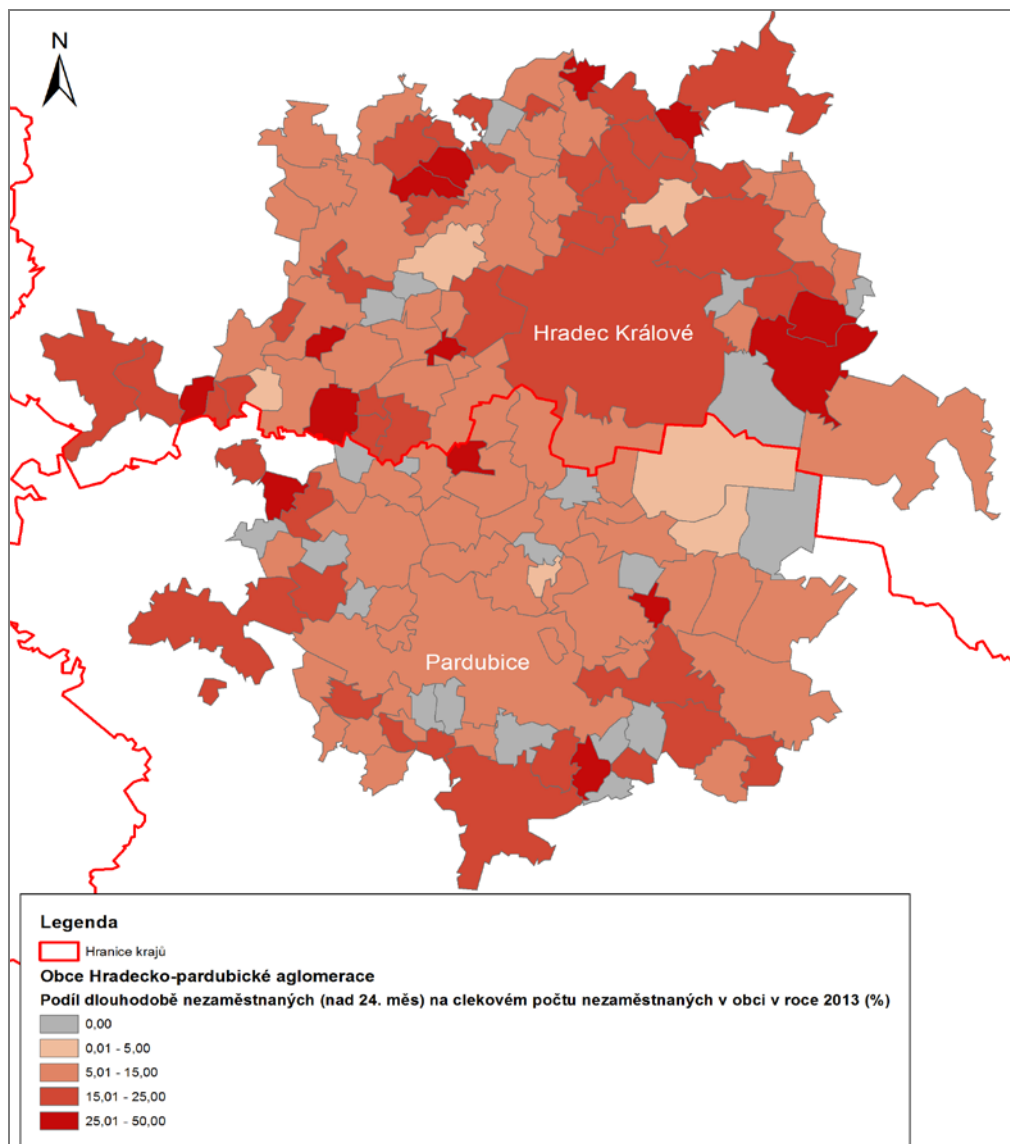 N
Hradec Králové
Pardubice
Legenda
Hranice krajů
Obce Hradecko-pardubické aglomerace
Podíl dlouhodobě nezaměstnaných (nad 24. měs) na clekovém počtu nezaměstnaných v obci v roce 2013 (%)
0,00
0,01 - 5,00
5,01 - 15,00
15,01 - 25,00
25,01 - 50,00